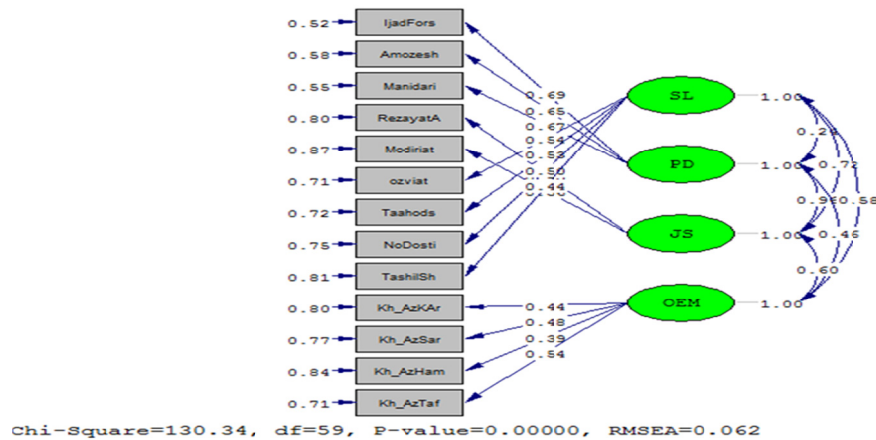 0.52 IjadFors
0.58 Amozesh
0.55 Manidari
0.80 RezayatA
0.87 Modiriat
0.71 ozviat
0.72 Taahods
0.75 NoDosti
0.81 TashilSh
0.80 Kh_AzKAr
0.77 Kh_AzSar
0.84 Kh_AzHam
0.71 Kh_AzTaf
0.69
0.65
0.67
0.54
0.53
0.50
0.44
0.44
0.48
0.39
0.54
SL 1.00
PD 1.00
JS 1.00
OEM 1.00
0.72
0.96
0.58
0.46
0.60
Chi-Square=130.34, df=59, P-value=0.00000, RMSEA=0.062